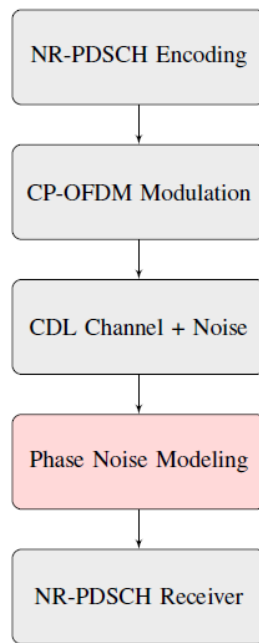 NR-PDSCH Encoding
CP-OFDM Modulation
CDL Channel + Noise
Phase Noise Modeling
NR-PDSCH Receiver